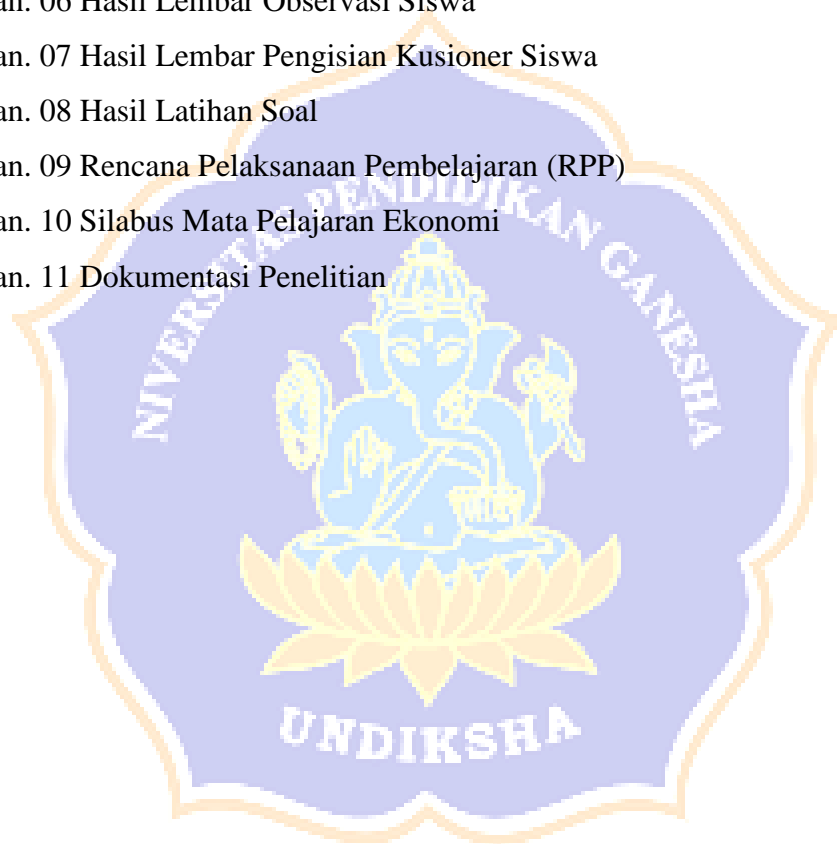 an. 06 Hasil Lembar Observasi Siswa
an. 07 Hasil Lembar Pengisian Kusioner Siswa
an. 08 Hasil Latihan Soal
an. 09 Rencana Pelaksanaan Pembelajaran (RPP)
an. 10 Silabus Mata Pelajaran Ekonomi
an. 11 Dokumentasi Penelitian
NIVERSITAS PENDIDIKAN GANESHA
UNDIKSHA